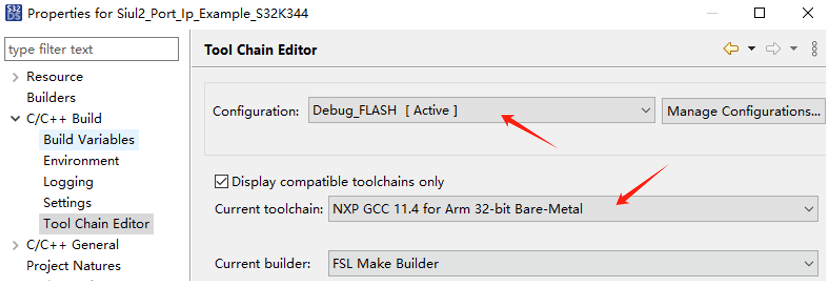 S32
DS
Properties for Siul2_Port_Ip_Example_S32K344
type filter text
Resource
Builders
C/C++ Build
Build Variables
Environment
Logging
Settings
Tool Chain Editor
C/C++ General
Project Natures
Tool Chain Editor
Configuration: Debug_FLASH [ Active ] Manage Configurations...
Display compatible toolchains only
Current toolchain: NXP GCC 11.4 for Arm 32-bit Bare-Metal
Current builder: FSL Make Builder